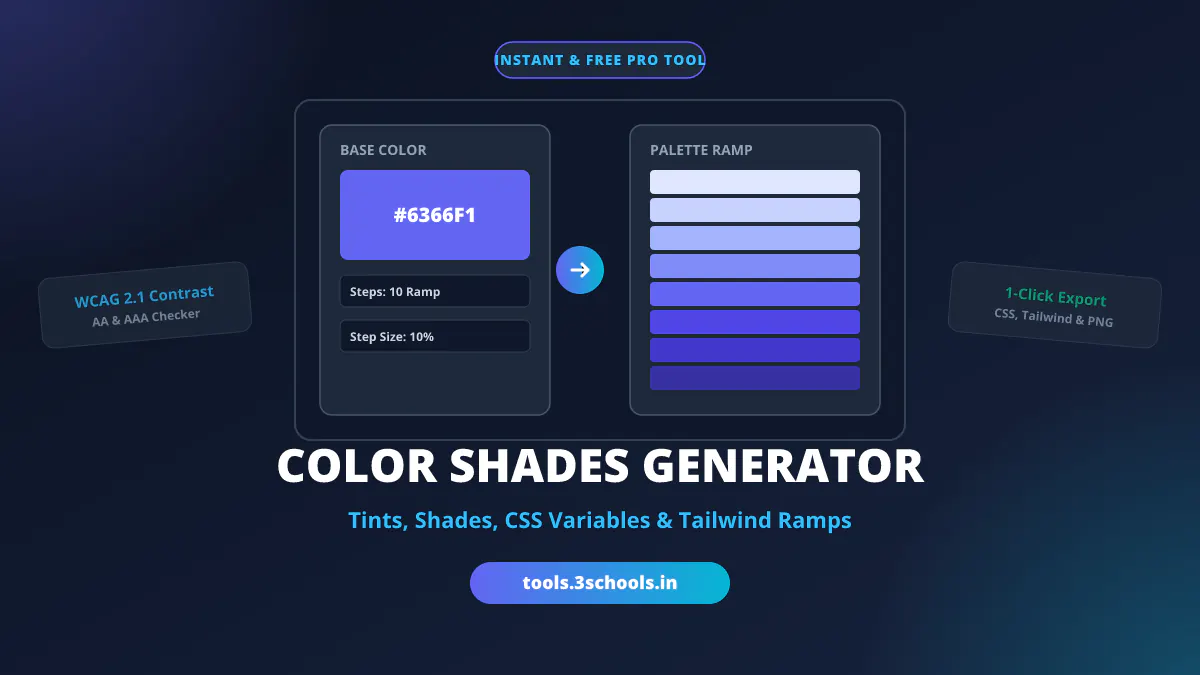 INSTANT & FREE PRO TOOL
BASE COLOR
#6366F1
Steps: 10 Ramp
Step Size: 10%
PALETTE RAMP
WCAG 2.1 Contrast
AA & AAA Checker
1-Click Export
CSS, Tailwind & PNG
COLOR SHADES GENERATOR
Tints, Shades, CSS Variables & Tailwind Ramps
tools.3schools.in